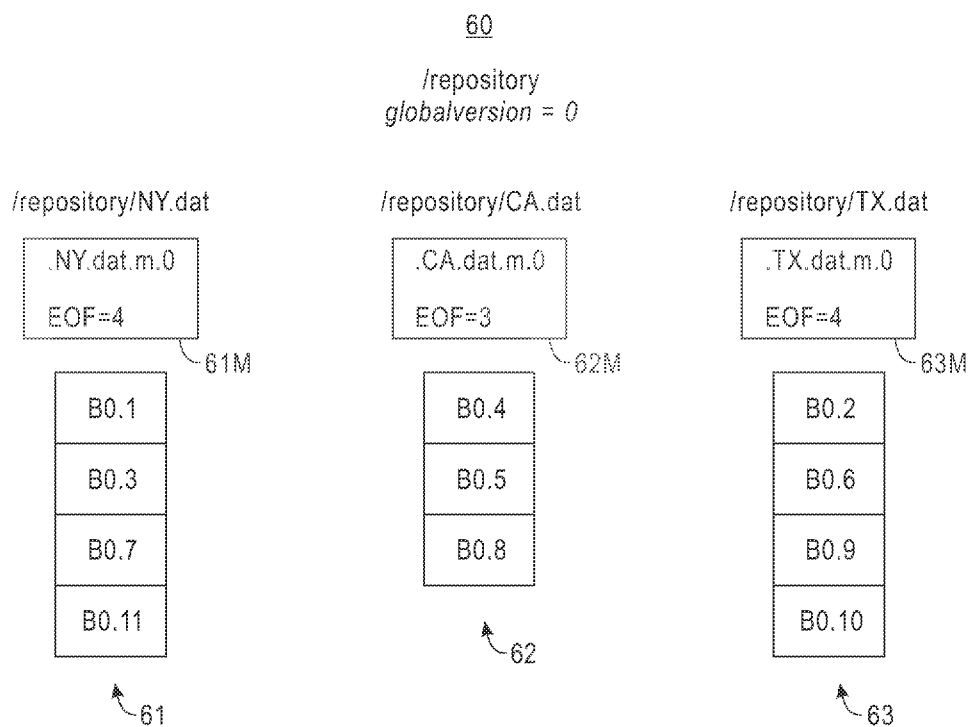 60
/repository
globalversion = 0
/repository/NY.dat
/repository/CA.dat
/repository/TX.dat
.NY.dat.m.0
EOF=4
61M
.CA.dat.m.0
EOF=3
62M
.TX.dat.m.0
EOF=4
63M
B0.1
B0.3
B0.7
B0.11
61
B0.4
B0.5
B0.8
62
B0.2
B0.6
B0.9
B0.10
63